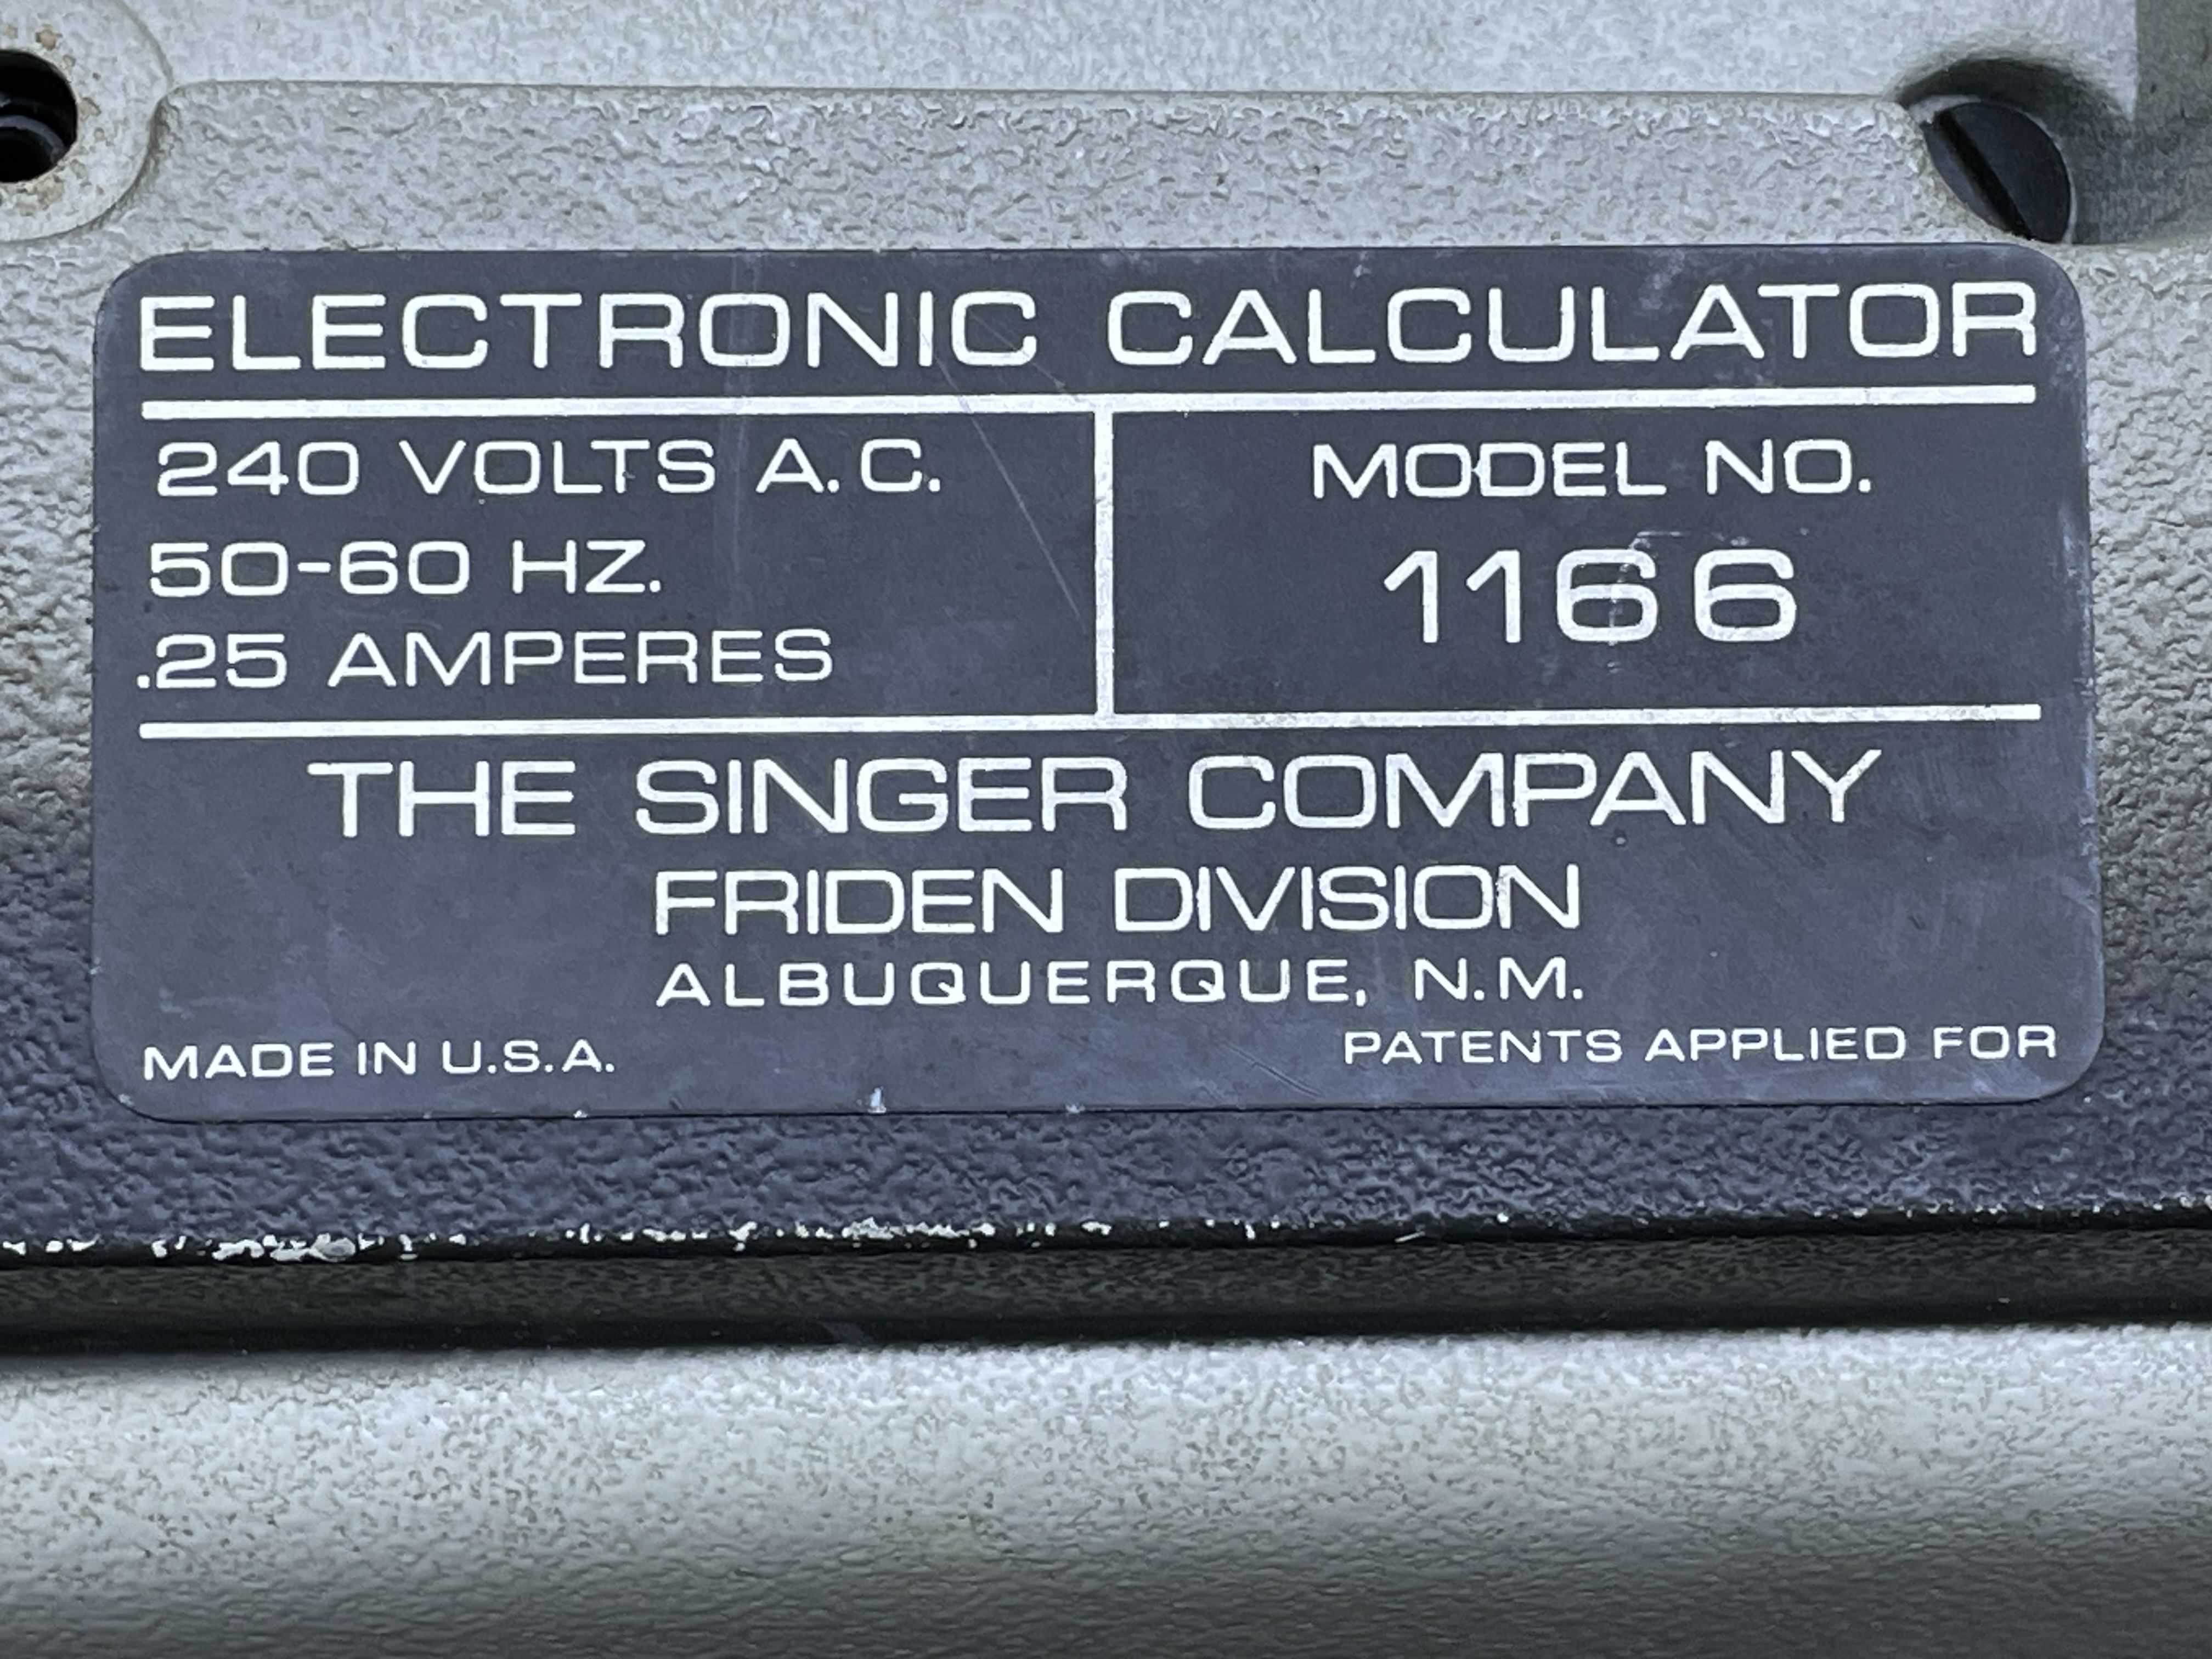 ELECTRONIC CALCULATOR
240 VOLTS A.C.
50-60 HZ.
.25 AMPERES
MODEL NO.
1166
THE SINGER COMPANY
FRIDEN DIVISION
ALBUQUERQUE, N.M.
MADE IN U.S.A.
PATENTS APPLIED FOR